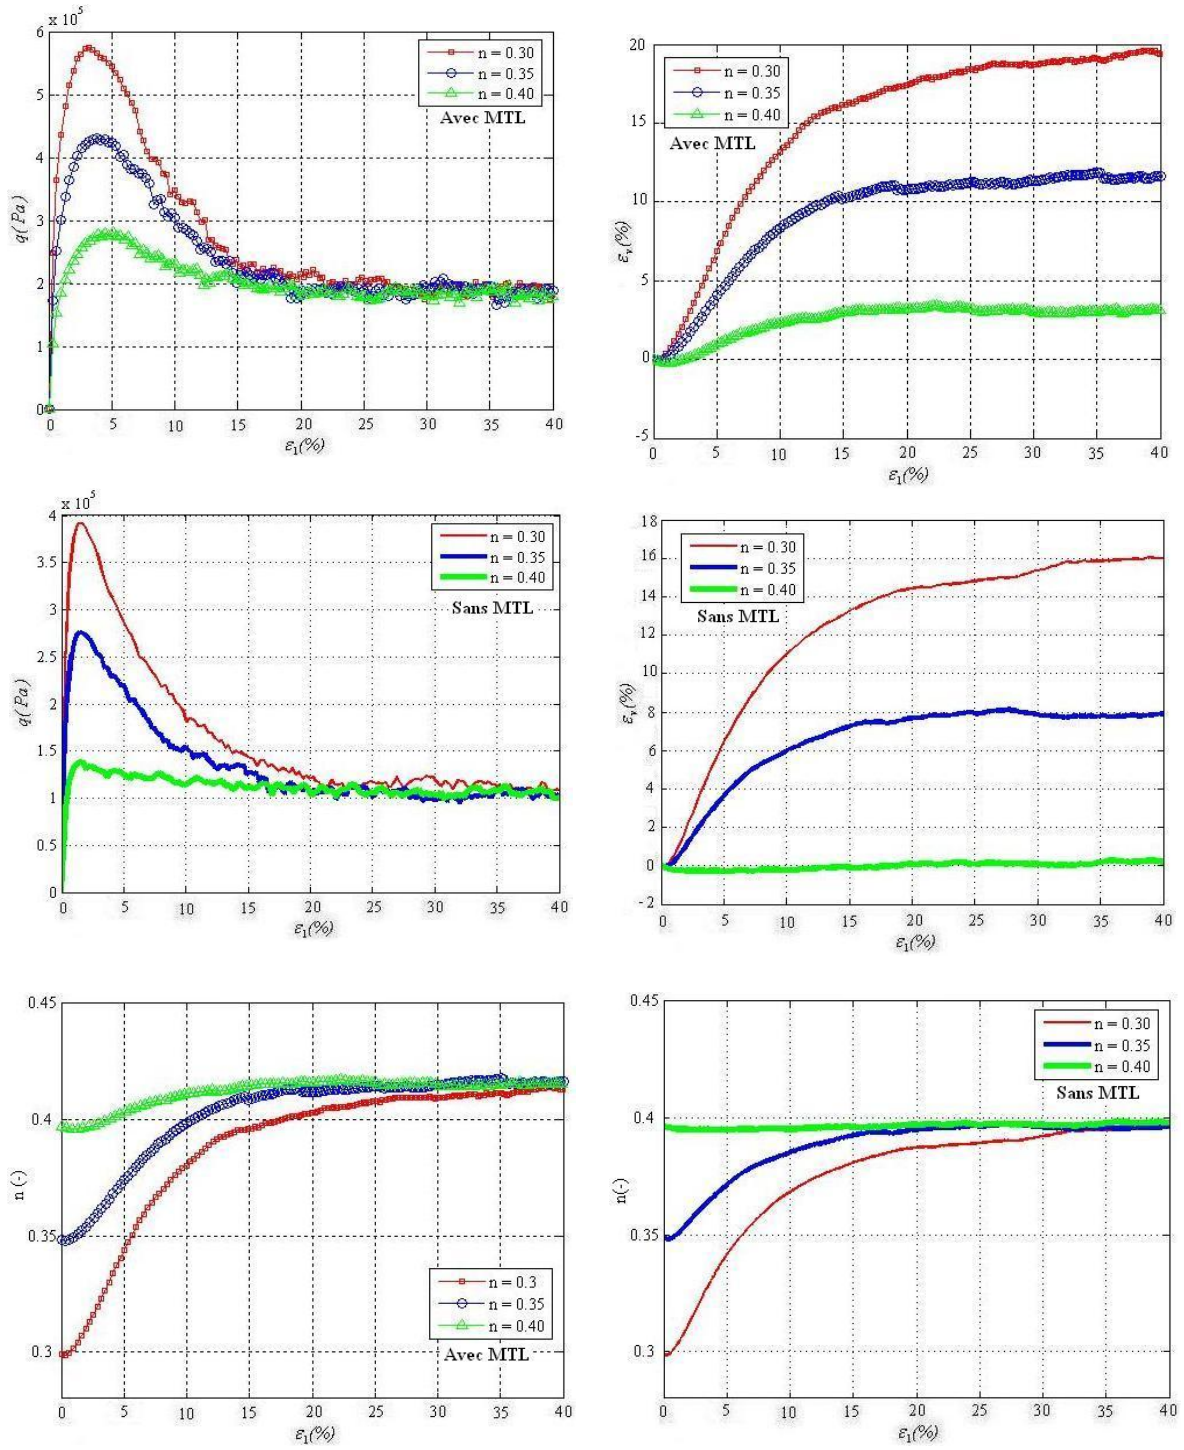 x 10⁵
6
5
4
3
2
1
0
q( Pa)
n = 0.30
n = 0.35
n = 0.40
Avec MTL
0 5 10 15 20 25 30 35 40
ε₁(%)
20
15
10
5
0
-5
εᵥ(%)
n = 0.30
n = 0.35
n = 0.40
Avec MTL
0 5 10 15 20 25 30 35 40
ε₁(%)
x 10⁵
4
3.5
3
2.5
2
1.5
1
0.5
0
q( Pa)
n = 0.30
n = 0.35
n = 0.40
Sans MTL
0 5 10 15 20 25 30 35 40
ε₁(%)
18
16
14
12
10
8
6
4
2
0
-2
εᵥ(%)
n = 0.30
n = 0.35
n = 0.40
Sans MTL
0 5 10 15 20 25 30 35 40
ε₁(%)
0.45
0.4
0.35
0.3
n (-)
n = 0.3
n = 0.35
n = 0.40
Avec MTL
0 5 10 15 20 25 30 35 40
ε₁(%)
0.45
0.4
0.35
0.3
n(-)
n = 0.30
n = 0.35
n = 0.40
Sans MTL
0 5 10 15 20 25 30 35 40
ε₁(%)